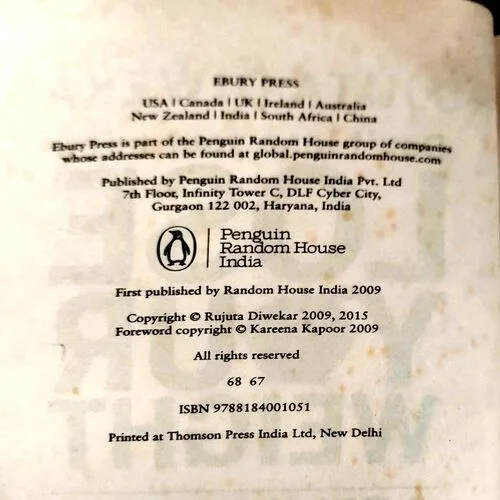 EBURY PRESS
USA | Canada | UK | Ireland | Australia
New Zealand | India | South Africa | China
Ebury Press is part of the Penguin Random House group of companies
whose addresses can be found at global.penguinrandomhouse.com
Published by Penguin Random House India Pvt. Ltd
7th Floor, Infinity Tower C, DLF Cyber City,
Gurgaon 122 002, Haryana, India
Penguin
Random House
India
First published by Random House India 2009
Copyright © Rujuta Diwekar 2009, 2015
Foreword copyright © Kareena Kapoor 2009
All rights reserved
68 67
ISBN 9788184001051
Printed at Thomson Press India Ltd, New Delhi